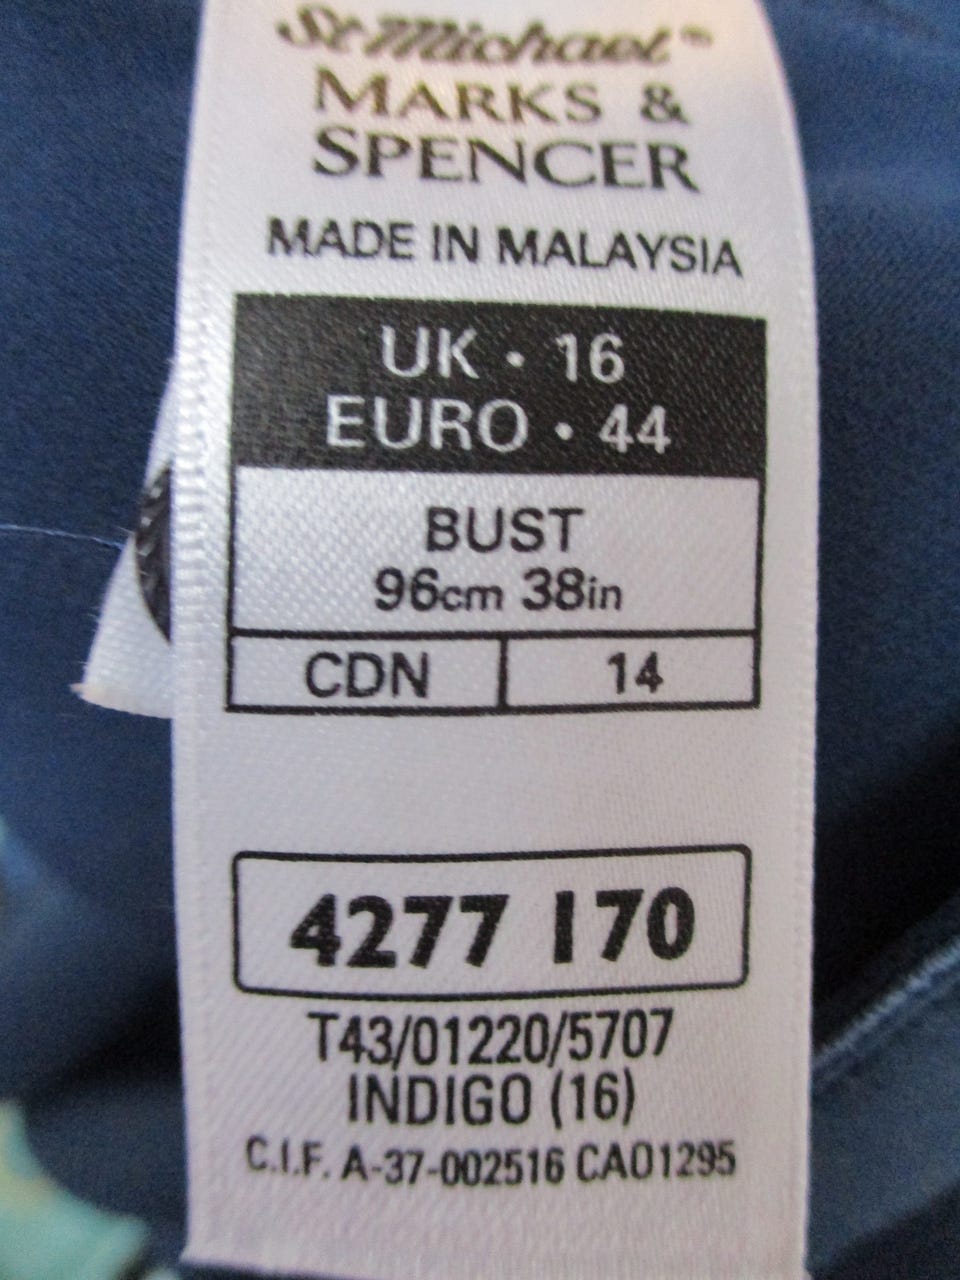 St Michael®
MARKS &
SPENCER
MADE IN MALAYSIA
UK • 16
EURO • 44
BUST
96cm 38in
CDN 14
4277 170
T43/01220/5707
INDIGO (16)
C.I.F. A-37-002516 CA01295